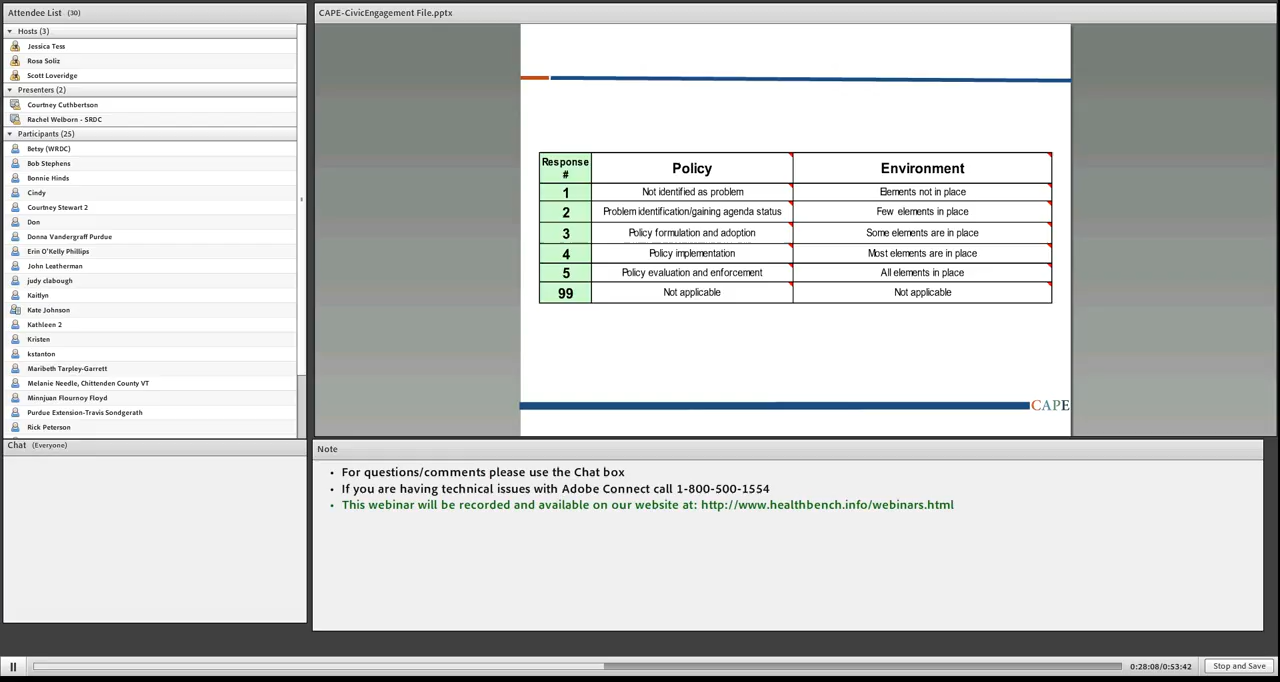 Attendee List (30)
Hosts (3)
Jessica Tess
Rosa Soliz
Scott Loveridge
Presenters (2)
Courtney Cuthbertson
Rachel Welborn - SRDC
Participants (25)
Betsy (WRDC)
Bob Stephens
Bonnie Hinds
Cindy
Courtney Stewart 2
Don
Donna Vandergraff Purdue
Erin O'Kelly Phillips
John Leatherman
judy clabough
Kaitlyn
Kate Johnson
Kathleen 2
Kristen
kstanton
Maribeth Tarpley-Garrett
Melanie Needle, Chittenden County VT
Minnjuan Flournoy Floyd
Purdue Extension-Travis Sondgerath
Rick Peterson
Chat (Everyone)
CAPE-CivicEngagement File.pptx
Response # Policy Environment
1 Not identified as problem Elements not in place
2 Problem identification/gaining agenda status Few elements in place
3 Policy formulation and adoption Some elements are in place
4 Policy implementation Most elements are in place
5 Policy evaluation and enforcement All elements in place
99 Not applicable Not applicable
CAPE
Note
• For questions/comments please use the Chat box
• If you are having technical issues with Adobe Connect call 1-800-500-1554
• This webinar will be recorded and available on our website at: http://www.healthbench.info/webinars.html
0:28:08/0:53:42 Stop and Save